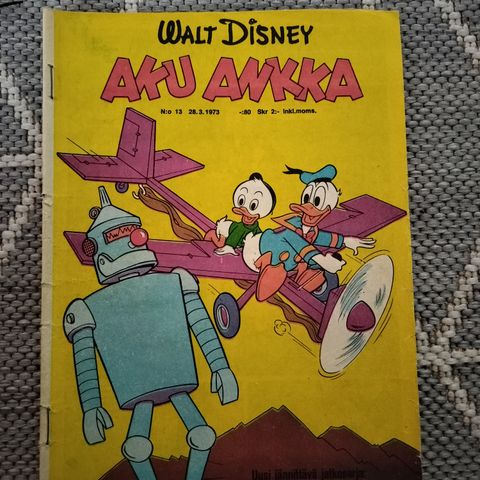 WALT DISNEY
AKU ANKKA
N:o 13 28.3.1973 -:80 Skr 2:- inkl.moms.
Uusi jännittävä jatkosarja: